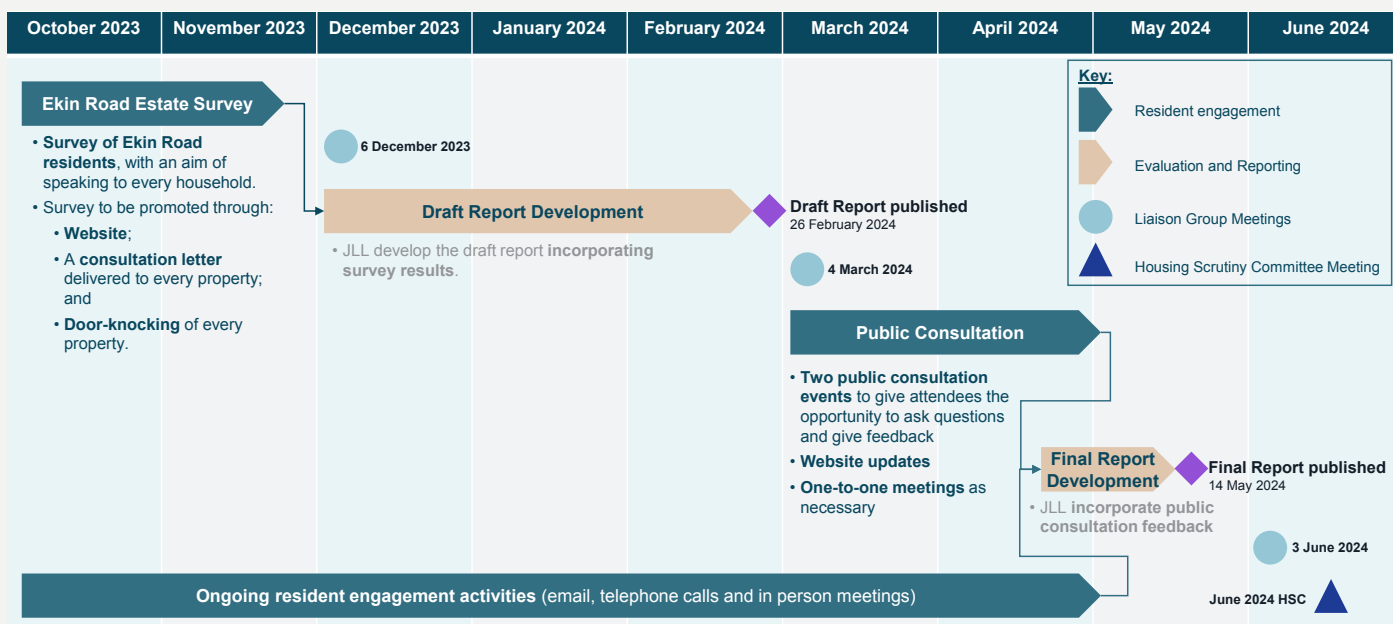 October 2023
November 2023
December 2023
January 2024
February 2024
March 2024
April 2024
May 2024
June 2024
Key:
Resident engagement
Evaluation and Reporting
Liaison Group Meetings
Housing Scrutiny Committee Meeting
Ekin Road Estate Survey
• Survey of Ekin Road
residents, with an aim of
speaking to every household.
• Survey to be promoted through:
• Website;
• A consultation letter
delivered to every property;
and
• Door-knocking of every
property.
6 December 2023
Draft Report Development
• JLL develop the draft report incorporating
survey results.
Draft Report published
26 February 2024
4 March 2024
Public Consultation
• Two public consultation
events to give attendees the
opportunity to ask questions
and give feedback
• Website updates
• One-to-one meetings as
necessary
Final Report
Development
• JLL incorporate public
consultation feedback
Final Report published
14 May 2024
3 June 2024
June 2024 HSC
Ongoing resident engagement activities (email, telephone calls and in person meetings)